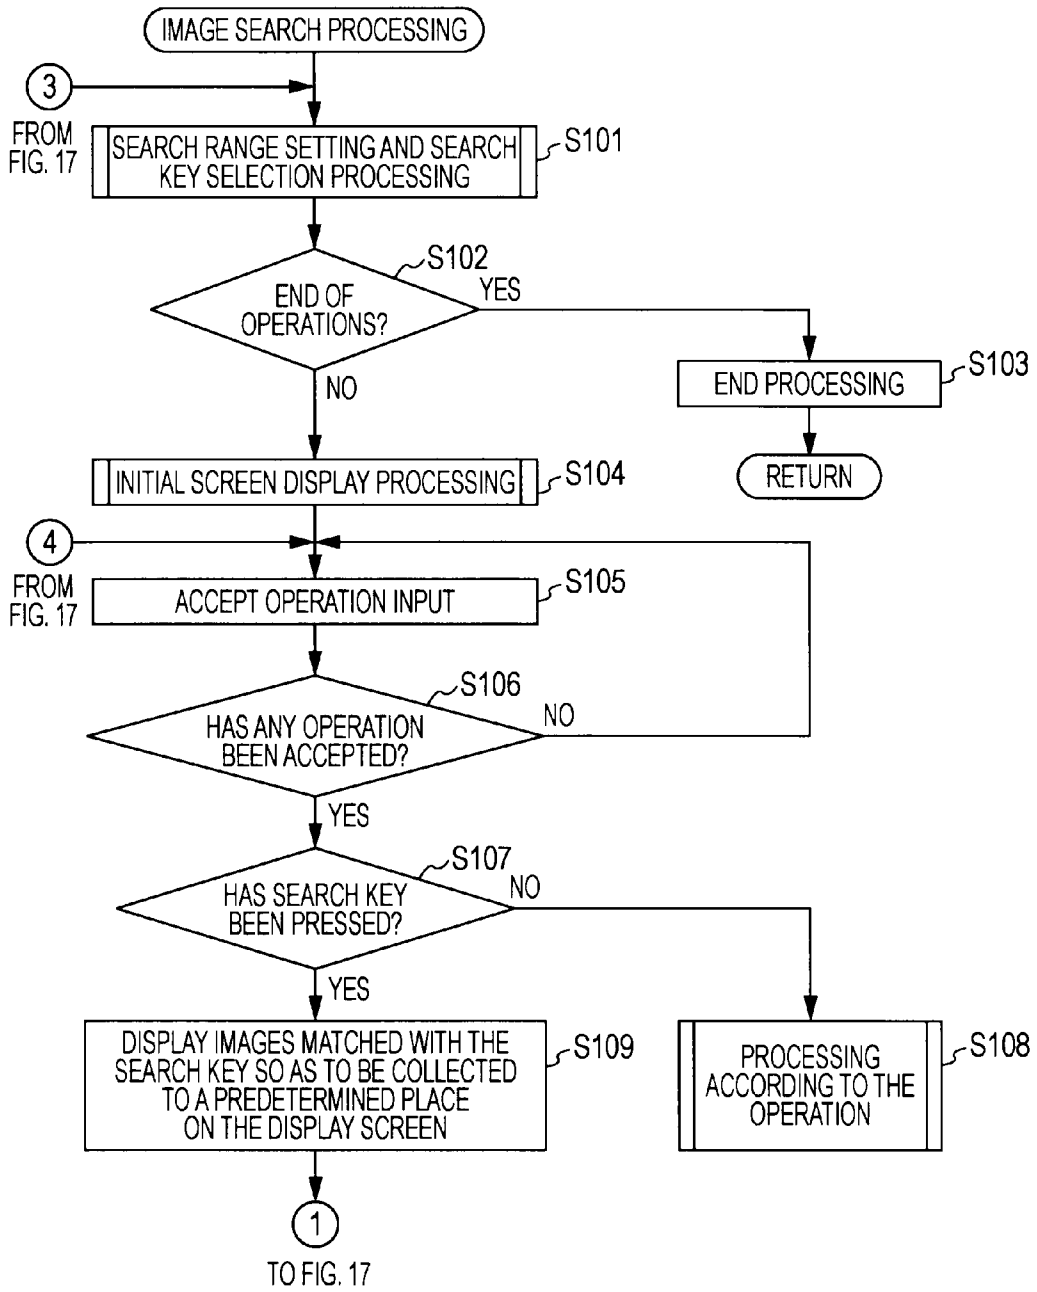 IMAGE SEARCH PROCESSING
3
FROM
FIG. 17
SEARCH RANGE SETTING AND SEARCH
KEY SELECTION PROCESSING
S101
S102
END OF
OPERATIONS?
YES
NO
END PROCESSING
S103
RETURN
INITIAL SCREEN DISPLAY PROCESSING
S104
4
FROM
FIG. 17
ACCEPT OPERATION INPUT
S105
S106
HAS ANY OPERATION
BEEN ACCEPTED?
NO
YES
S107
HAS SEARCH KEY
BEEN PRESSED?
NO
YES
DISPLAY IMAGES MATCHED WITH THE
SEARCH KEY SO AS TO BE COLLECTED
TO A PREDETERMINED PLACE
ON THE DISPLAY SCREEN
S109
PROCESSING
ACCORDING TO THE
OPERATION
S108
1
TO FIG. 17